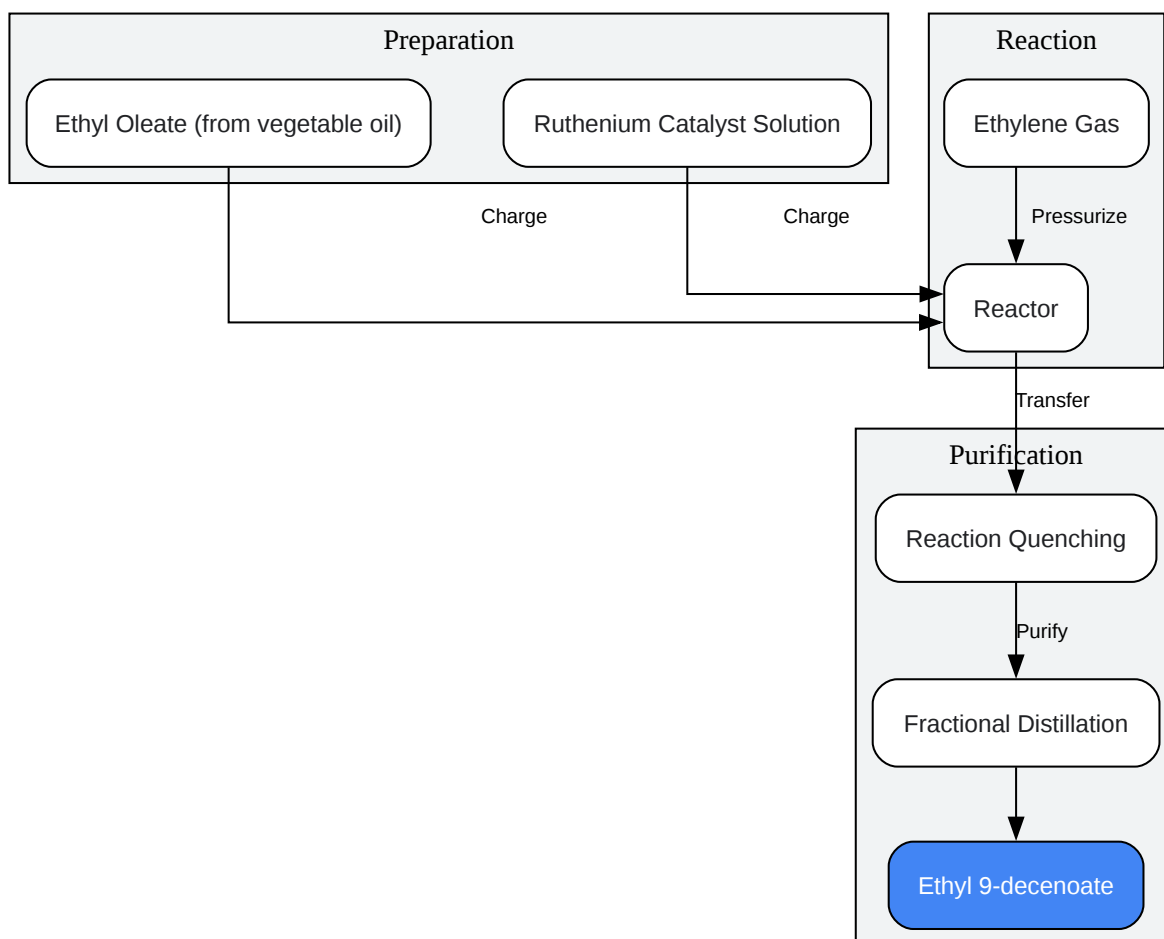 Preparation
Reaction
Ethyl Oleate (from vegetable oil)
Ruthenium Catalyst Solution
Ethylene Gas
Charge
Charge
Pressurize
Reactor
Transfer
Purification
Reaction Quenching
Purify
Fractional Distillation
Ethyl 9-decenoate